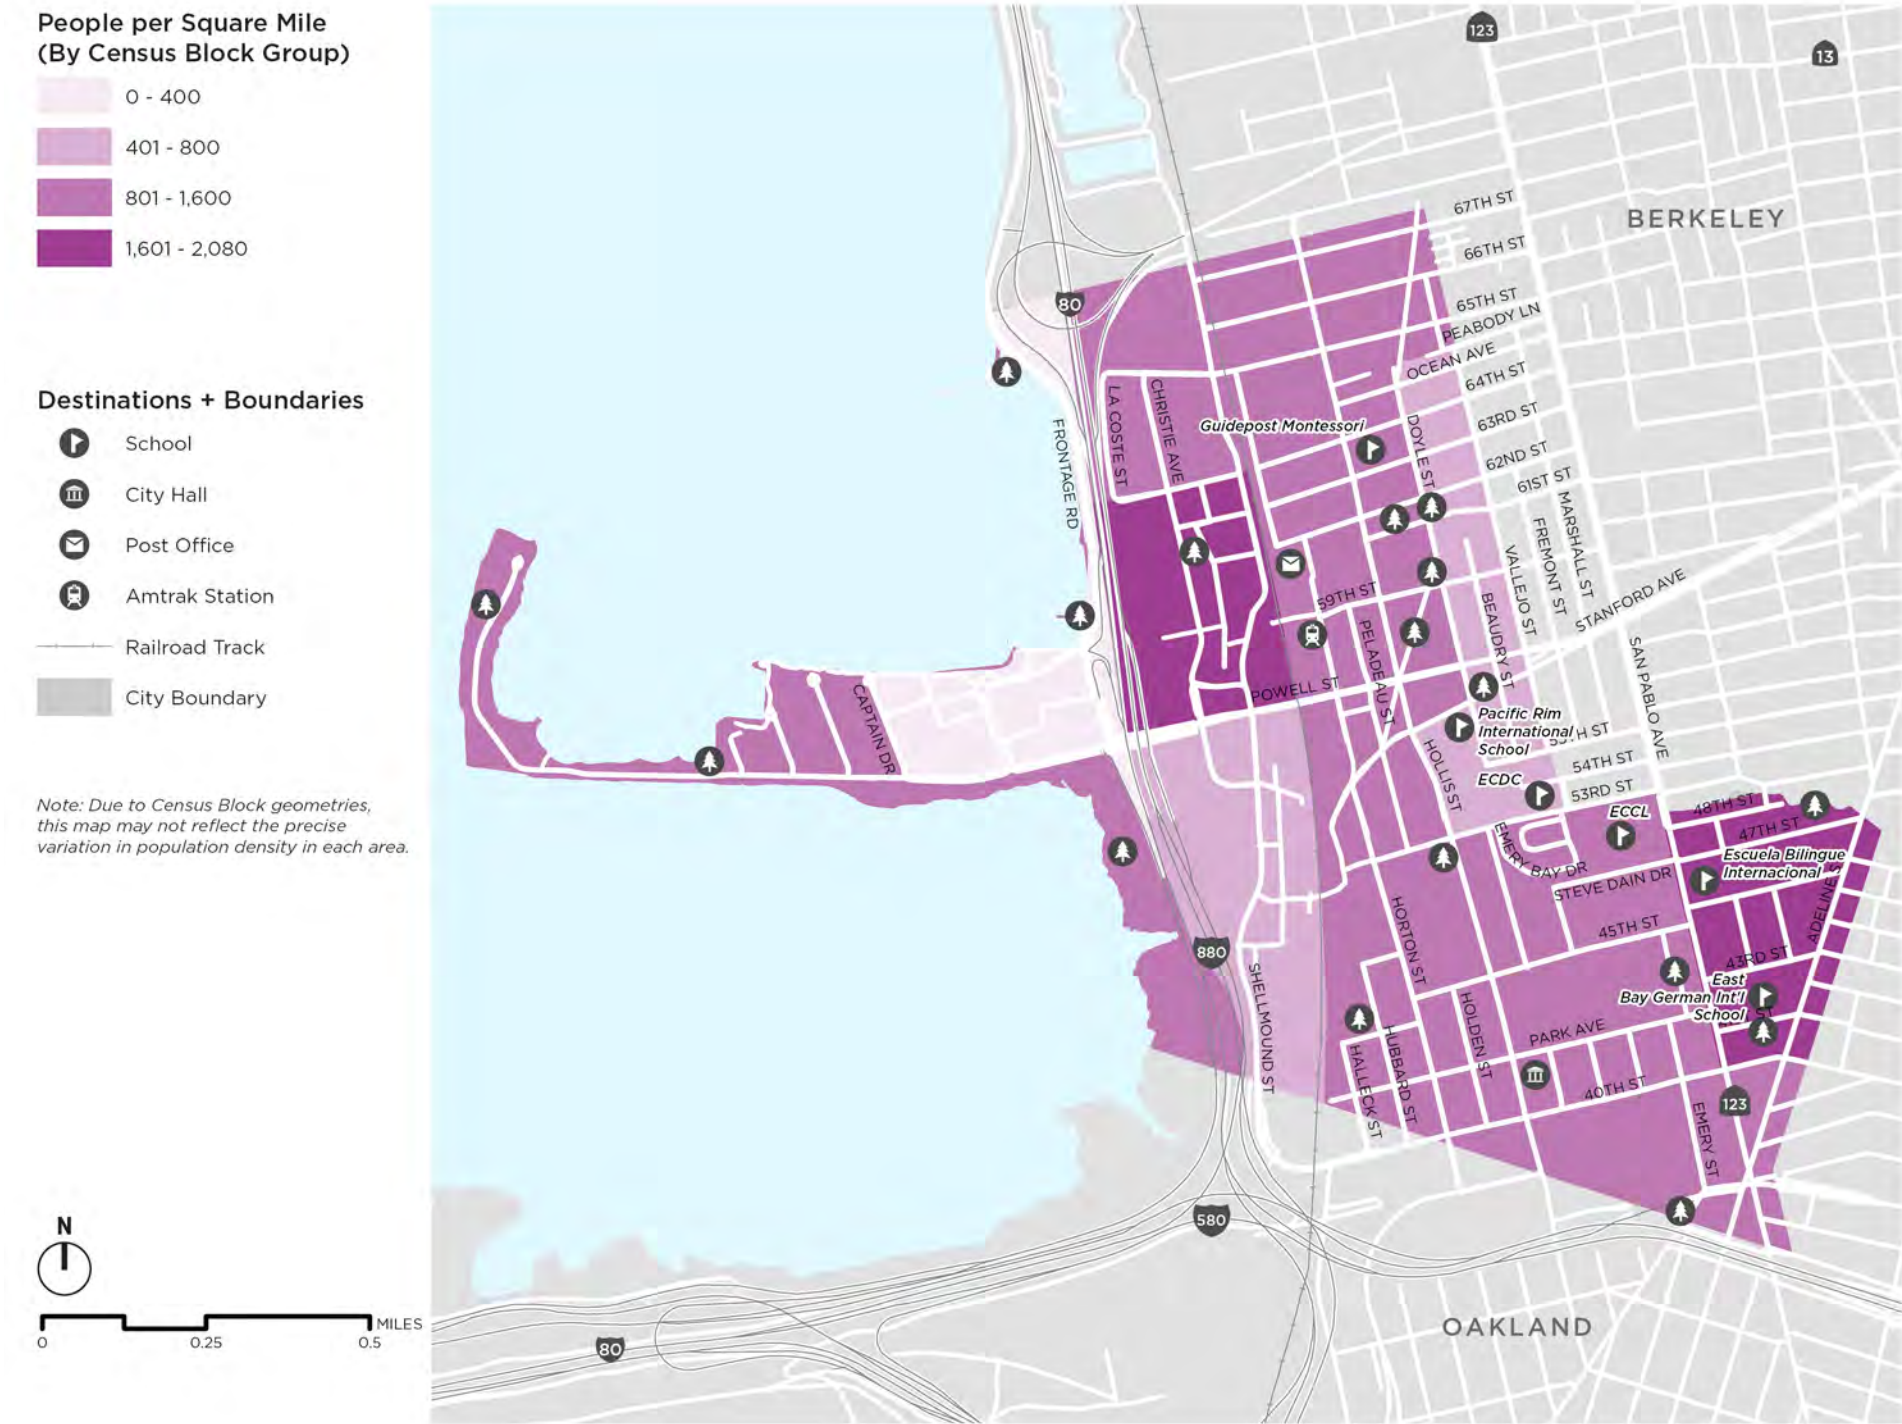 People per Square Mile
(By Census Block Group)
0 - 400
401 - 800
801 - 1,600
1,601 - 2,080
Destinations + Boundaries
School
City Hall
Post Office
Amtrak Station
Railroad Track
City Boundary
Note: Due to Census Block geometries,
this map may not reflect the precise
variation in population density in each area.
N
0
0.25
0.5
MILES
123
13
BERKELEY
67TH ST
66TH ST
65TH ST
PEABODY LN
OCEAN AVE
64TH ST
63RD ST
62ND ST
61ST ST
80
FRONTAGE RD
LA COSTE ST
CHRISTIE AVE
Guidepost Montessori
DOYLE ST
MARSHALL ST
FREMONT ST
VALLEJO ST
BEAUDRY ST
STANFORD AVE
59TH ST
PELADEAU ST
POWELL ST
SAN PABLO AVE
CAPTAIN DR
Pacific Rim
International
School
HOLLIS ST
54TH ST
53RD ST
ECDC
ECCL
48TH ST
47TH ST
EMERY BAY DR
STEVE DAIN DR
Escuela Bilingue
Internacional
ADELINE S
45TH ST
43RD ST
HORTON ST
880
SHELLMOUND ST
East
Bay German Int'l
School
HOLDEN ST
PARK AVE
HUBBARD ST
HALLECK ST
40TH ST
EMERY ST
123
580
80
OAKLAND